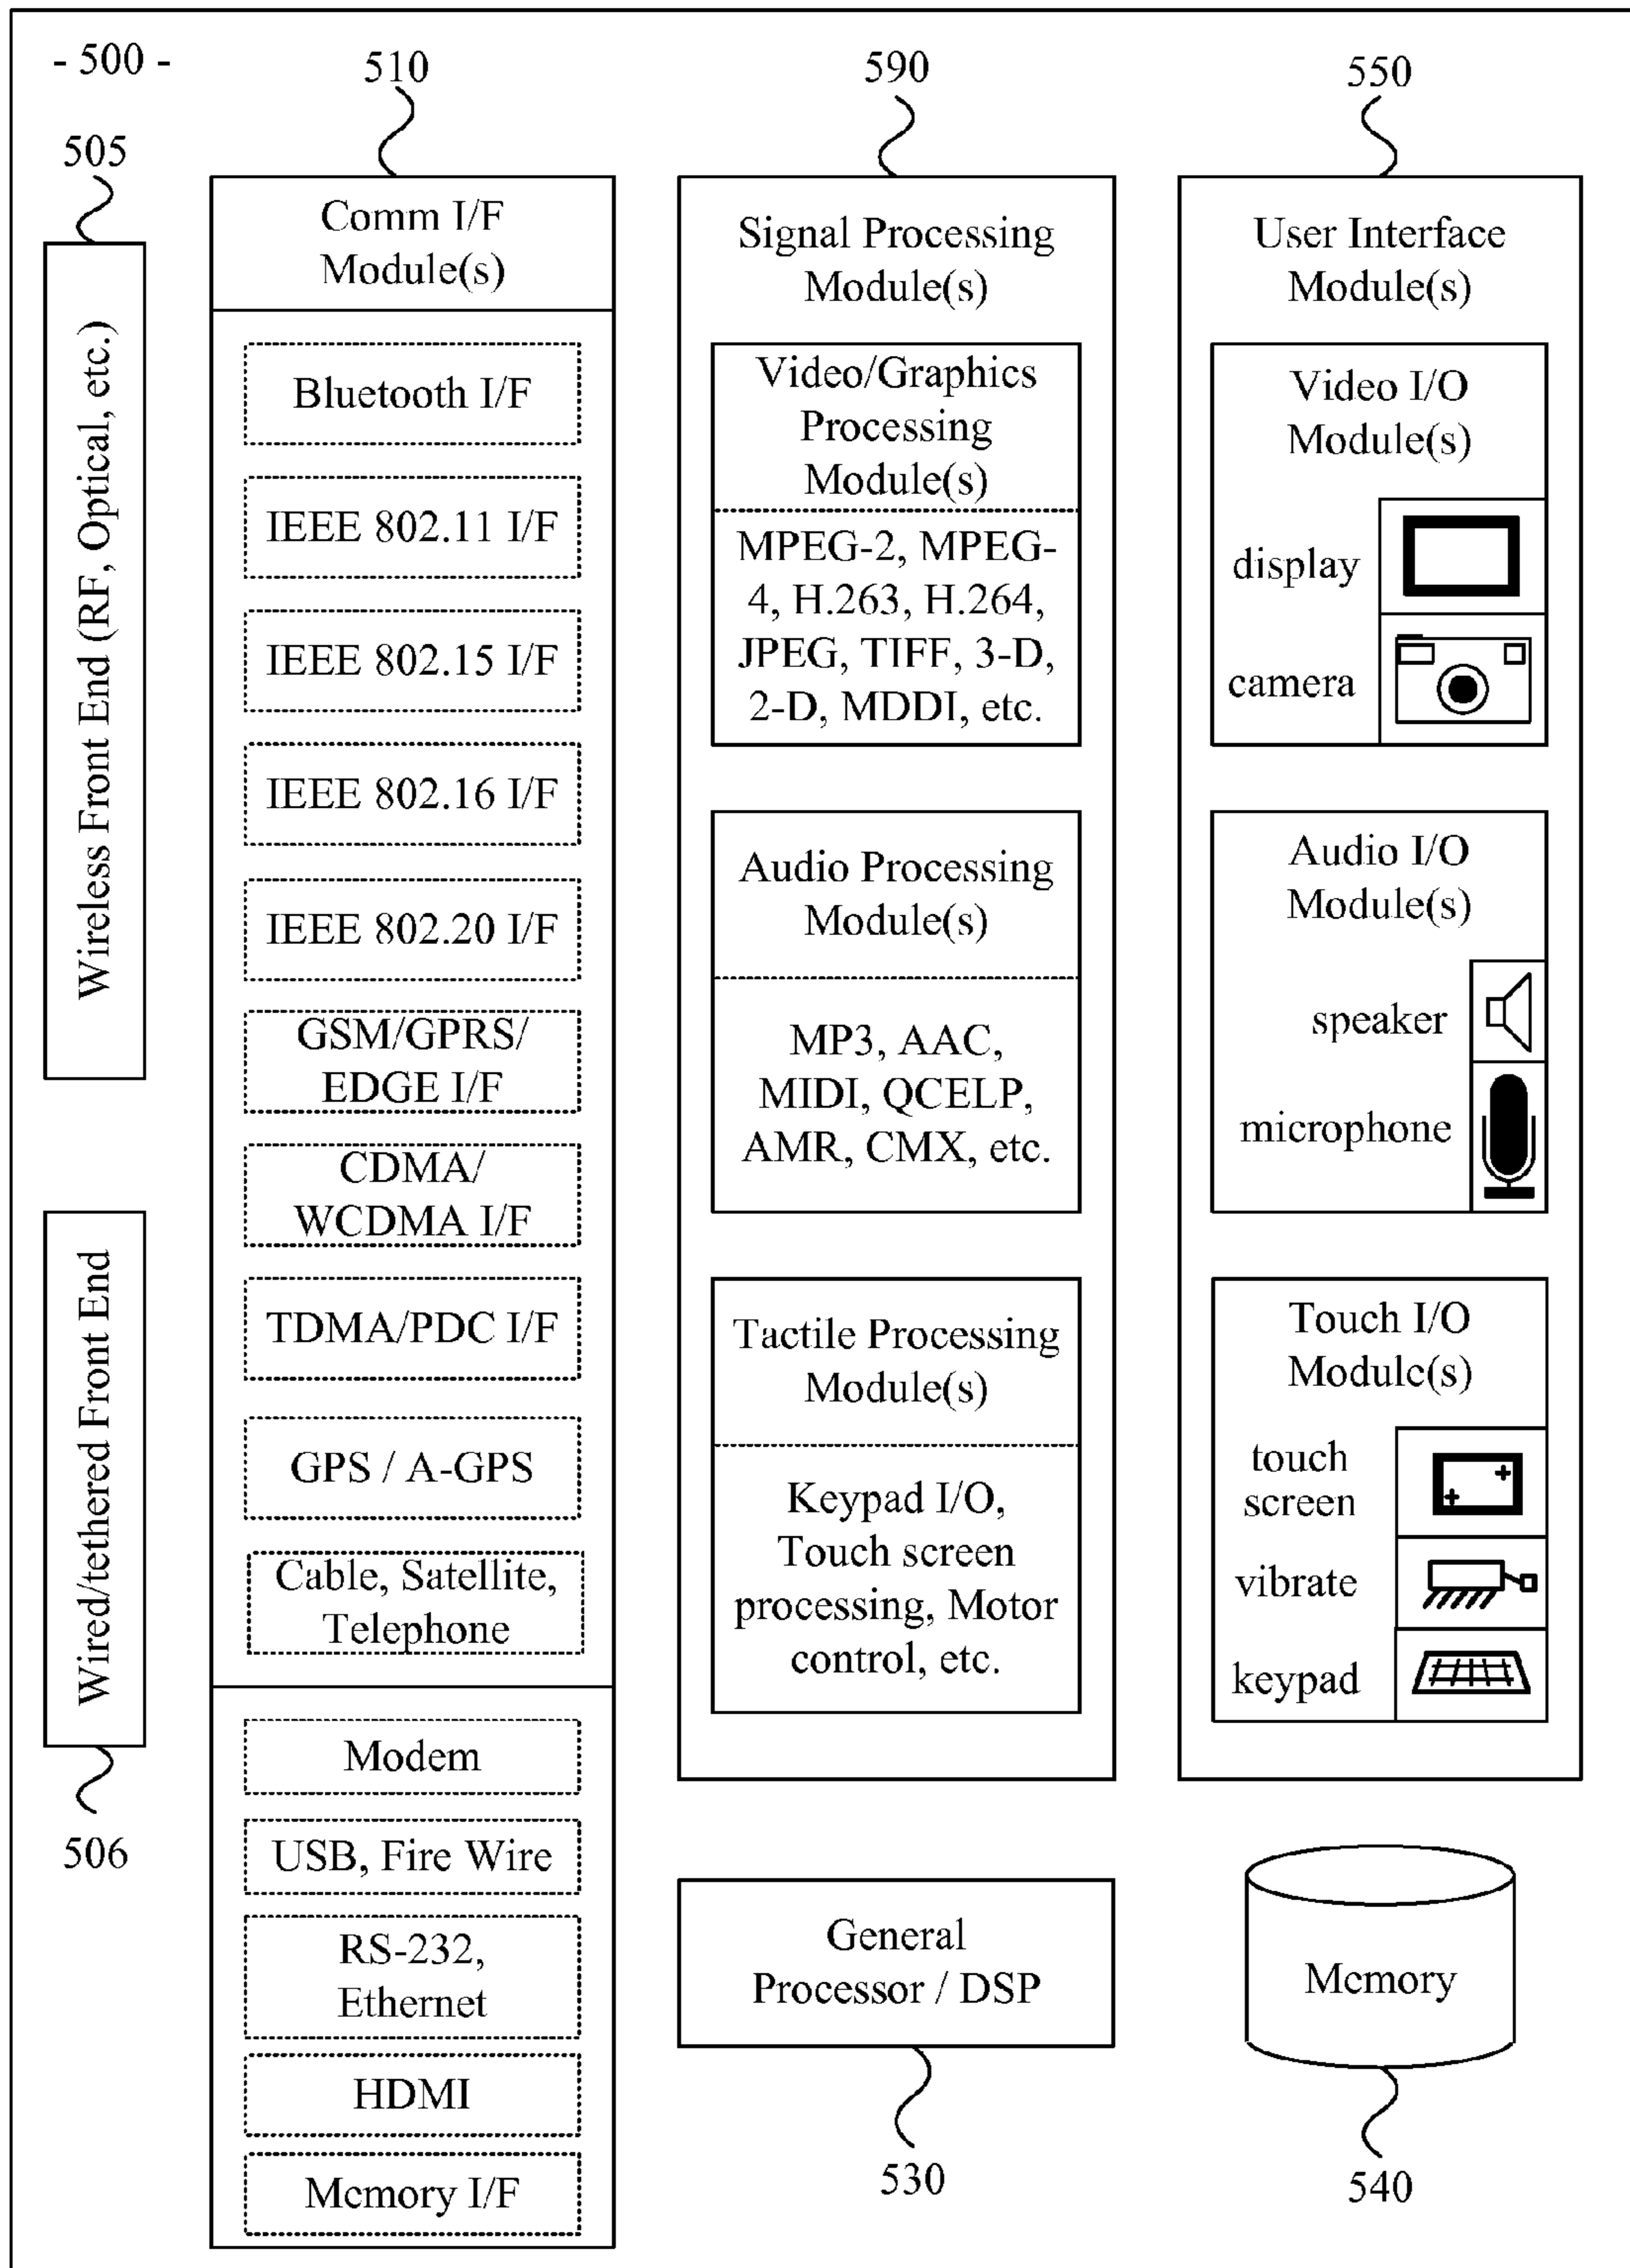 - 500 -
505
Wireless Front End (RF, Optical, etc.)
Wired/tethered Front End
506
510
Comm I/F
Module(s)
Bluetooth I/F
IEEE 802.11 I/F
IEEE 802.15 I/F
IEEE 802.16 I/F
IEEE 802.20 I/F
GSM/GPRS/
EDGE I/F
CDMA/
WCDMA I/F
TDMA/PDC I/F
GPS / A-GPS
Cable, Satellite,
Telephone
Modem
USB, Fire Wire
RS-232,
Ethernet
HDMI
Memory I/F
590
Signal Processing
Module(s)
Video/Graphics
Processing
Module(s)
MPEG-2, MPEG-
4, H.263, H.264,
JPEG, TIFF, 3-D,
2-D, MDDI, etc.
Audio Processing
Module(s)
MP3, AAC,
MIDI, QCELP,
AMR, CMX, etc.
Tactile Processing
Module(s)
Keypad I/O,
Touch screen
processing, Motor
control, etc.
General
Processor / DSP
530
550
User Interface
Module(s)
Video I/O
Module(s)
display
camera
Audio I/O
Module(s)
speaker
microphone
Touch I/O
Module(s)
touch
screen
vibrate
keypad
Memory
540